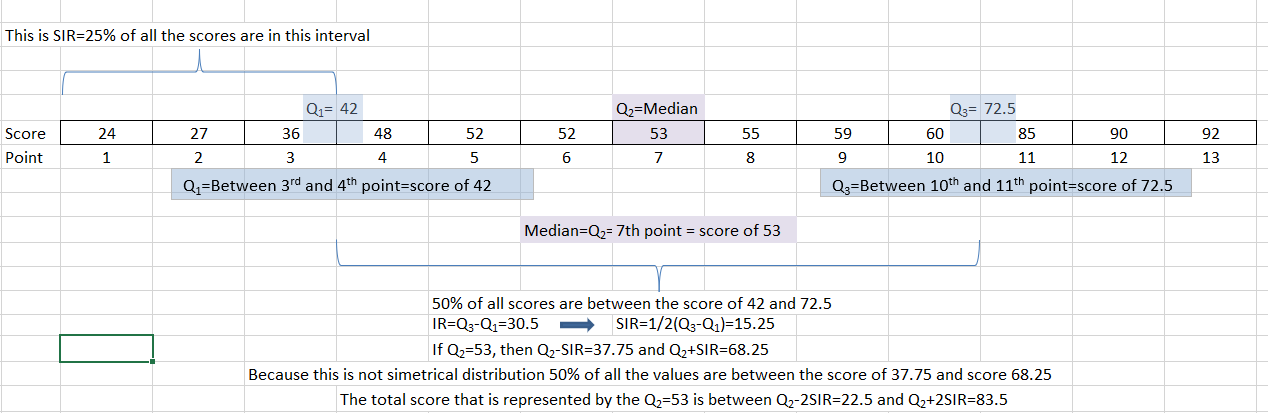 This is SIR=25% of all the scores are in this interval
Q₁= 42 Q₂=Median Q₃= 72.5
Score 24 27 36 48 52 52 53 55 59 60 85 90 92
Point 1 2 3 4 5 6 7 8 9 10 11 12 13
Q₁=Between 3rd and 4th point=score of 42 Q₃=Between 10th and 11th point=score of 72.5
Median=Q₂= 7th point = score of 53
50% of all scores are between the score of 42 and 72.5
IR=Q₃-Q₁=30.5 SIR=1/2(Q₃-Q₁)=15.25
If Q₂=53, then Q₂-SIR=37.75 and Q₂+SIR=68.25
Because this is not simetrical distribution 50% of all the values are between the score of 37.75 and score 68.25
The total score that is represented by the Q₂=53 is between Q₂-2SIR=22.5 and Q₂+2SIR=83.5